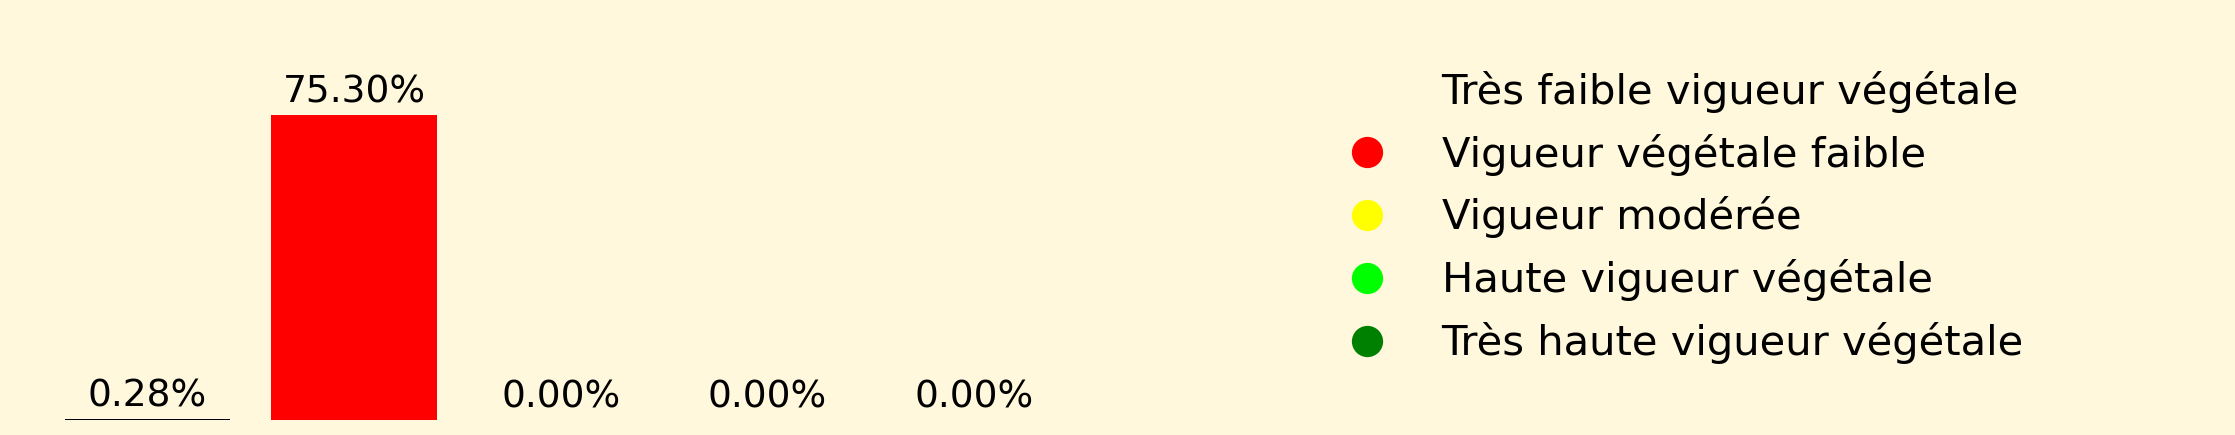 75.30%
0.28%
0.00%
0.00%
0.00%
Très faible vigueur végétale
Vigueur végétale faible
Vigueur modérée
Haute vigueur végétale
Très haute vigueur végétale